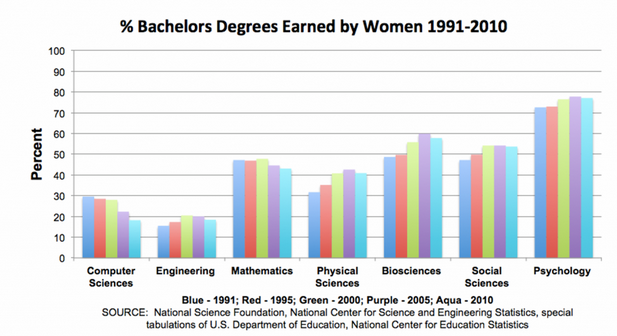 % Bachelors Degrees Earned by Women 1991-2010
Percent
100
90
80
70
60
50
40
30
20
10
0
Computer Sciences
Engineering
Mathematics
Physical Sciences
Biosciences
Social Sciences
Psychology
Blue - 1991; Red - 1995; Green - 2000; Purple - 2005; Aqua - 2010
SOURCE: National Science Foundation, National Center for Science and Engineering Statistics, special
tabulations of U.S. Department of Education, National Center for Education Statistics